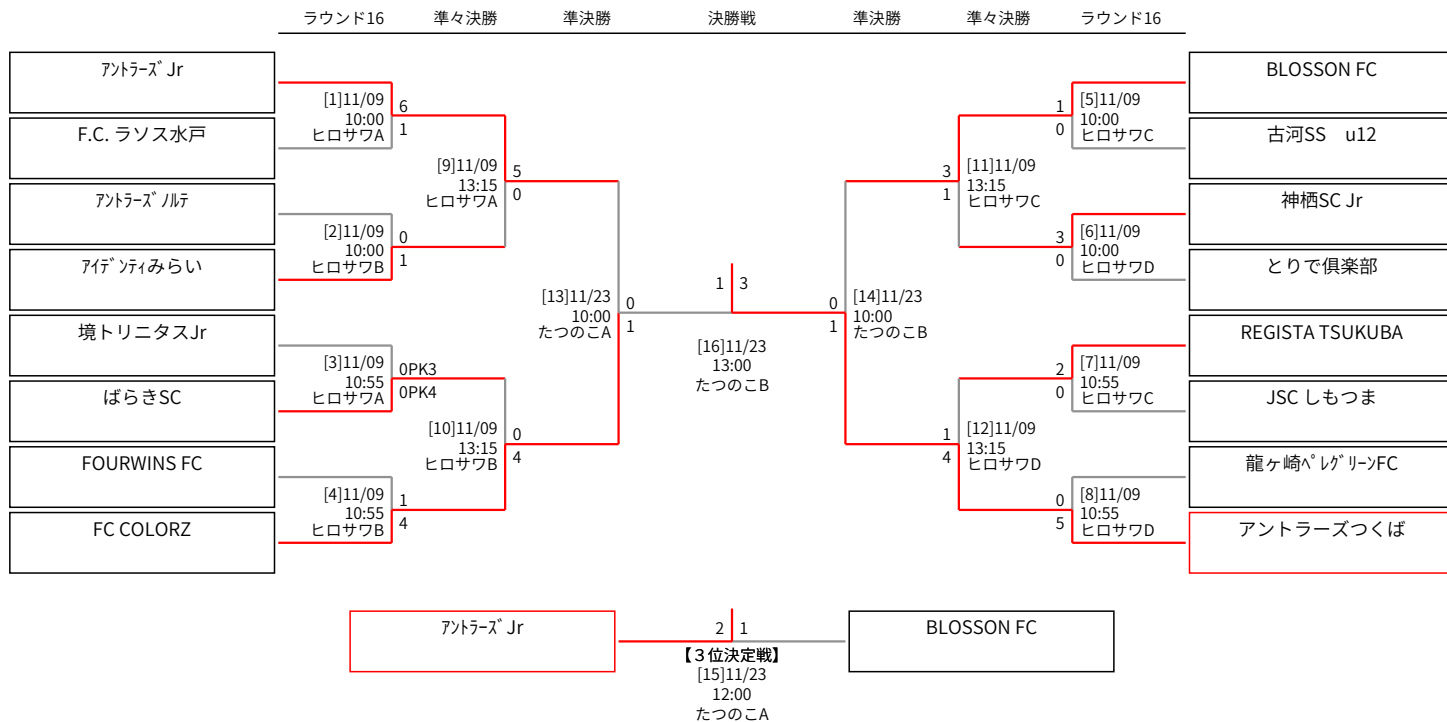 ラウンド16 準々決勝 準決勝 決勝戦 準決勝 準々決勝 ラウンド16
ｱﾝﾄﾗｰｽﾞJr
F.C. ラソス水戸
ｱﾝﾄﾗｰｽﾞﾉﾙﾃ
ｱｲﾃﾞﾝﾃｨみらい
境トリニタスJr
ばらきSC
FOURWINS FC
FC COLORZ
[1]11/09
10:00
ヒロサワA
6
1
[2]11/09
10:00
ヒロサワB
0
1
[3]11/09
10:55
ヒロサワA
0PK3
0PK4
[4]11/09
10:55
ヒロサワB
1
4
[9]11/09
13:15
ヒロサワA
5
0
[10]11/09
13:15
ヒロサワB
0
4
[13]11/23
10:00
たつのこA
0
1
1 3
[16]11/23
13:00
たつのこB
0
1
[14]11/23
10:00
たつのこB
3
1
[11]11/09
13:15
ヒロサワC
1
4
[12]11/09
13:15
ヒロサワD
1
0
[5]11/09
10:00
ヒロサワC
3
0
[6]11/09
10:00
ヒロサワD
2
0
[7]11/09
10:55
ヒロサワC
0
5
[8]11/09
10:55
ヒロサワD
BLOSSON FC
古河SS　u12
神栖SC Jr
とりで倶楽部
REGISTA TSUKUBA
JSC しもつま
龍ヶ崎ﾍﾟﾚｸﾞﾘｰﾝFC
アントラーズつくば
ｱﾝﾄﾗｰｽﾞJr
2 1
BLOSSON FC
【３位決定戦】
[15]11/23
12:00
たつのこA